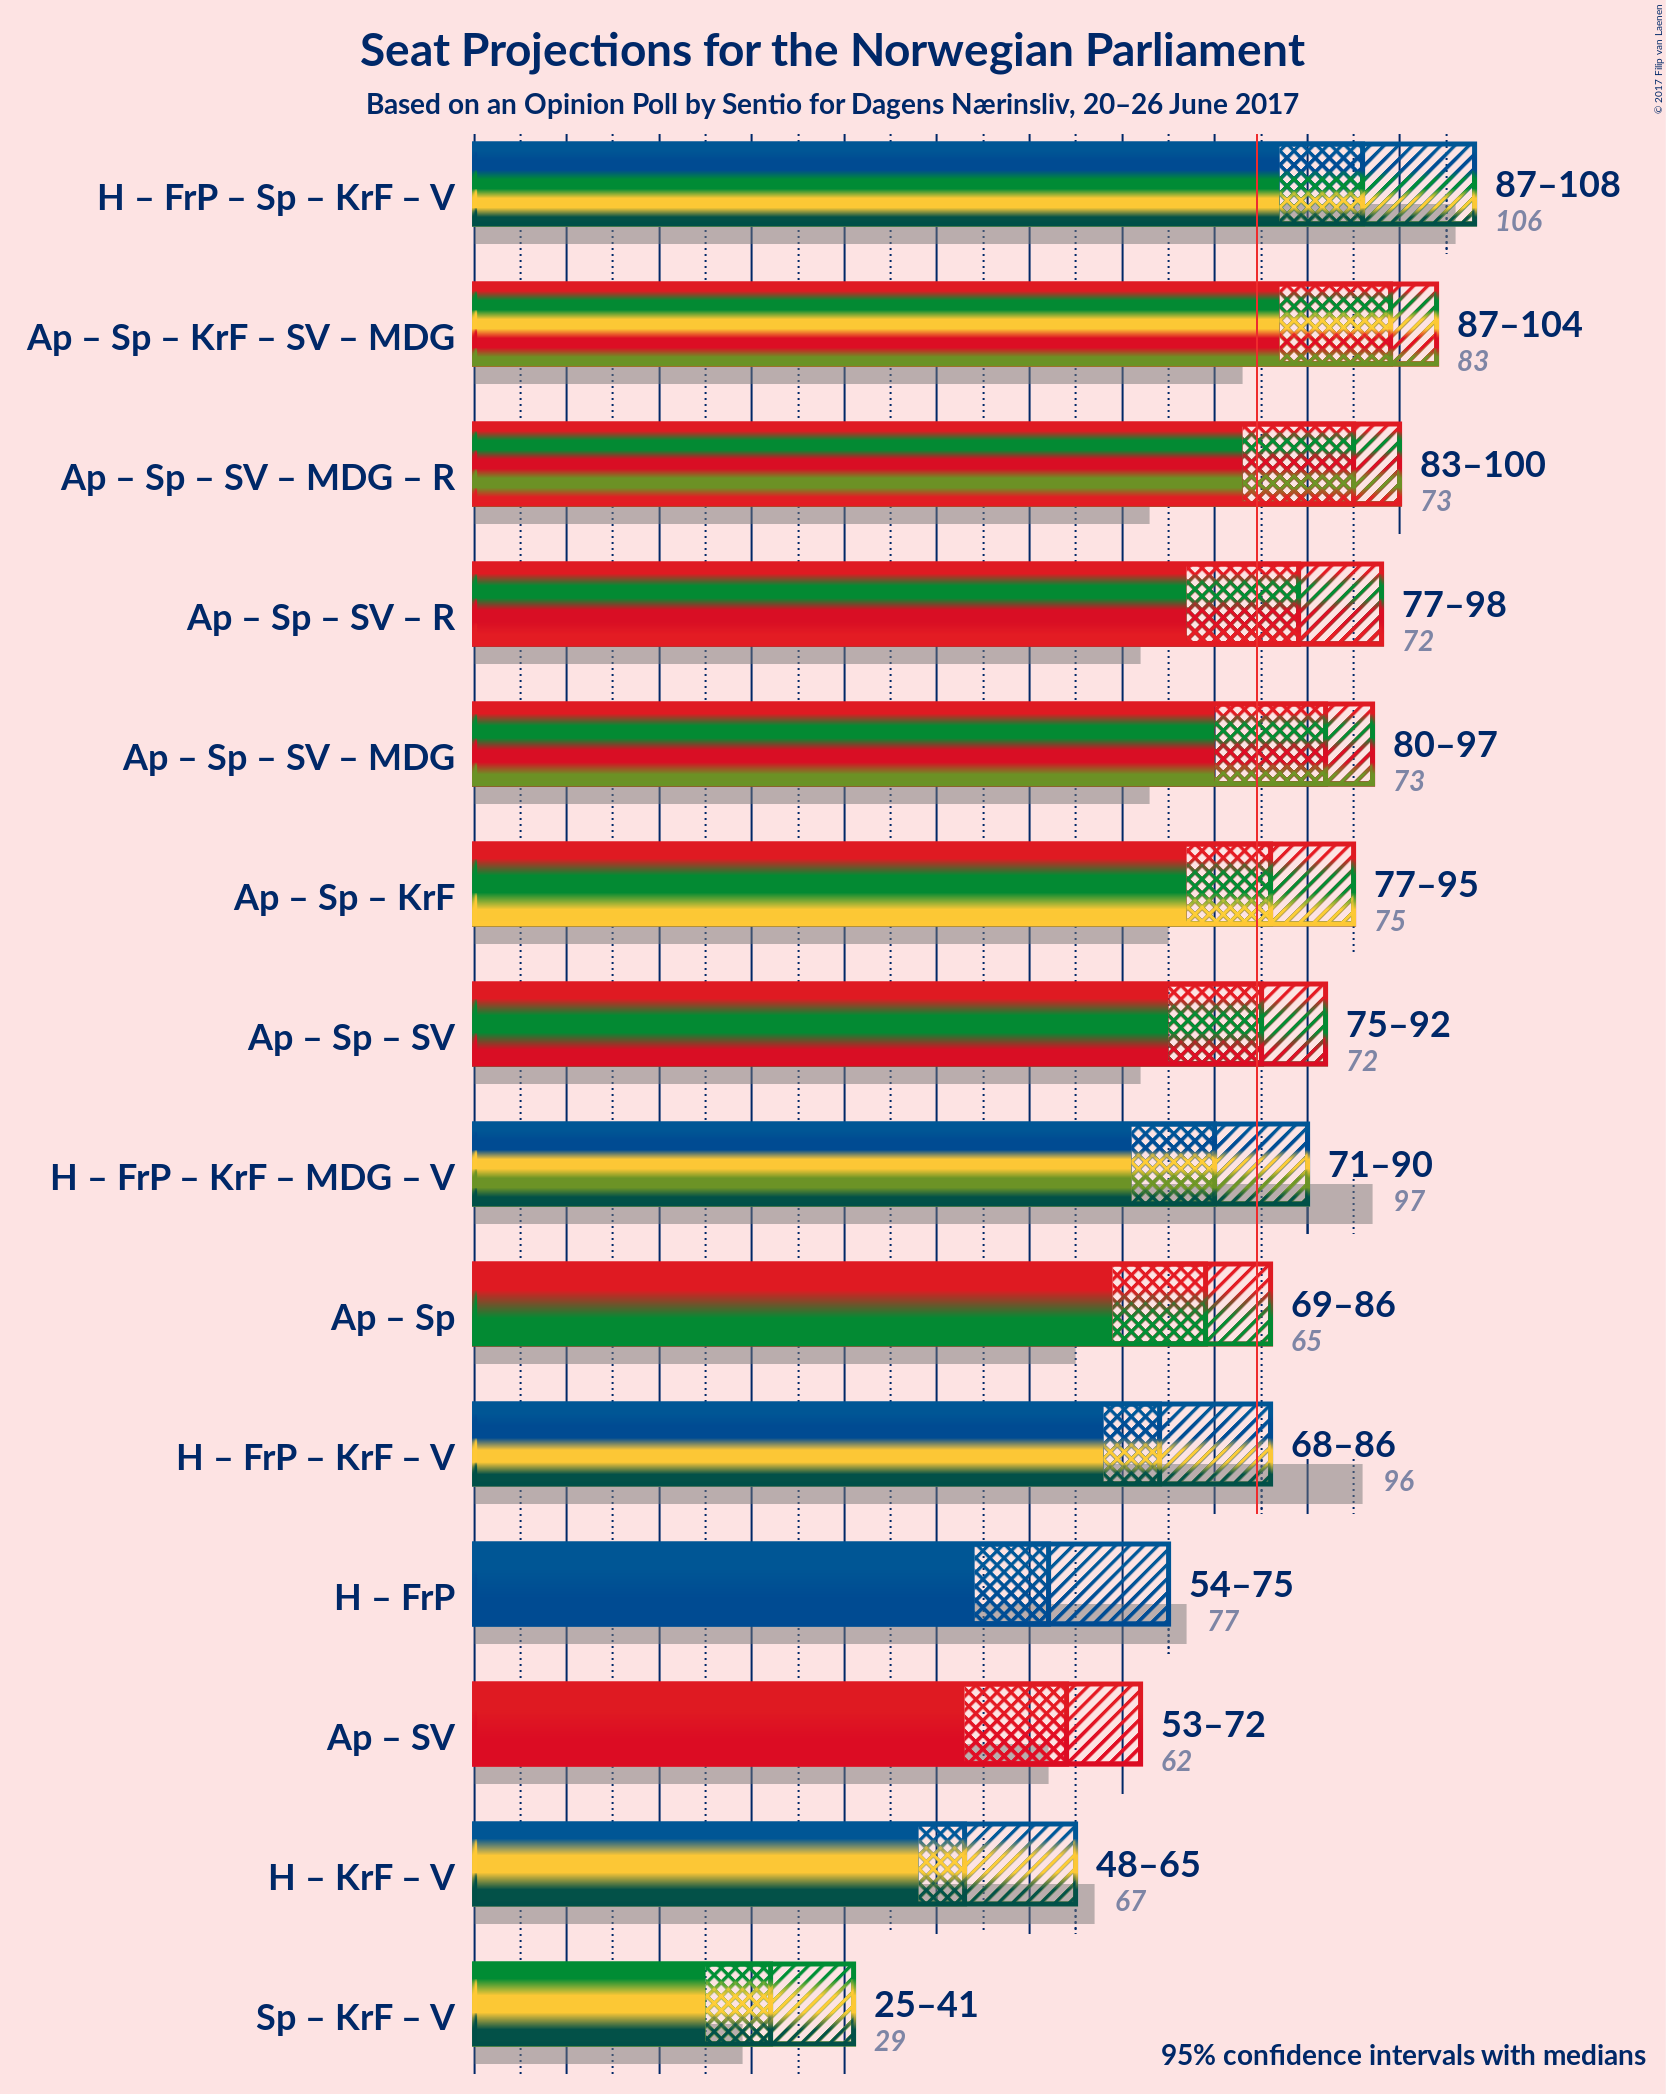 Seat Projections for the Norwegian Parliament
Based on an Opinion Poll by Sentio for Dagens Nærinsliv, 20–26 June 2017
© 2017 Filip van Laenen
H – FrP – Sp – KrF – V
87–108
106
Ap – Sp – KrF – SV – MDG
87–104
83
Ap – Sp – SV – MDG – R
83–100
73
Ap – Sp – SV – R
77–98
72
Ap – Sp – SV – MDG
80–97
73
Ap – Sp – KrF
77–95
75
Ap – Sp – SV
75–92
72
H – FrP – KrF – MDG – V
71–90
97
Ap – Sp
69–86
65
H – FrP – KrF – V
68–86
96
H – FrP
54–75
77
Ap – SV
53–72
62
H – KrF – V
48–65
67
Sp – KrF – V
25–41
29
95% confidence intervals with medians